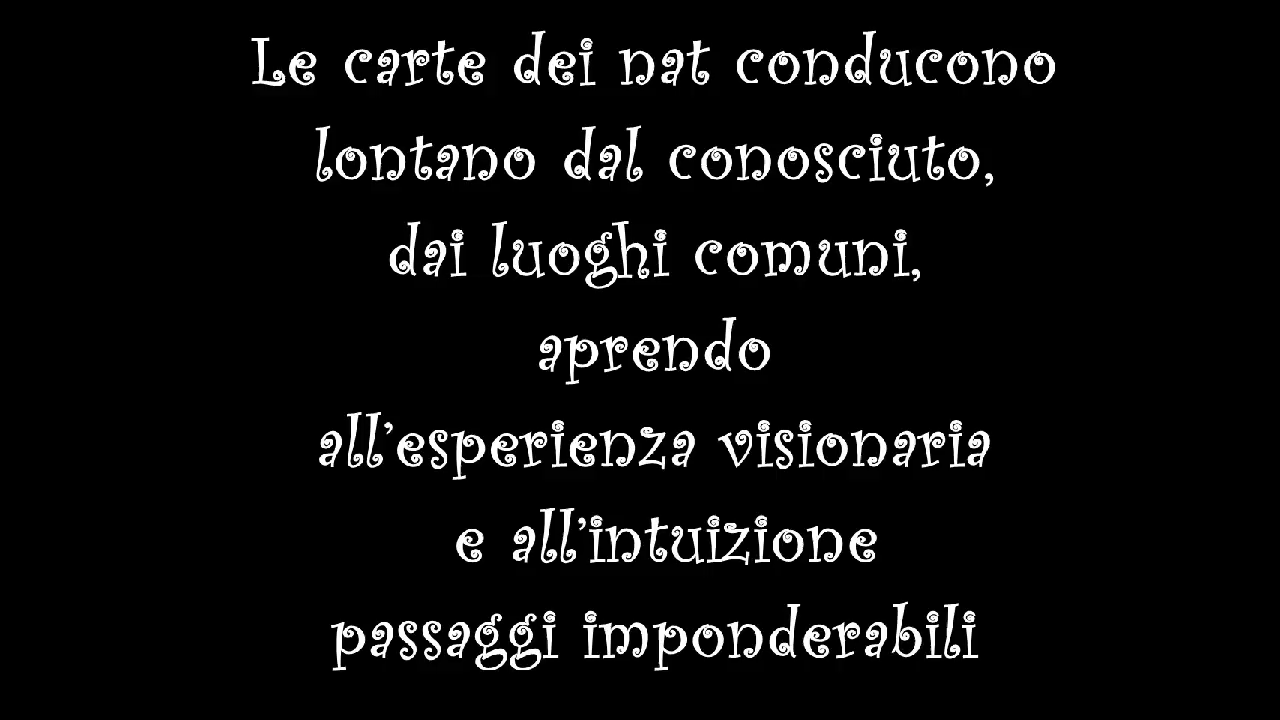 Le carte dei nat conducono
lontano dal conosciuto,
dai luoghi comuni,
aprendo
all'esperienza visionaria
e all'intuizione
passaggi imponderabili